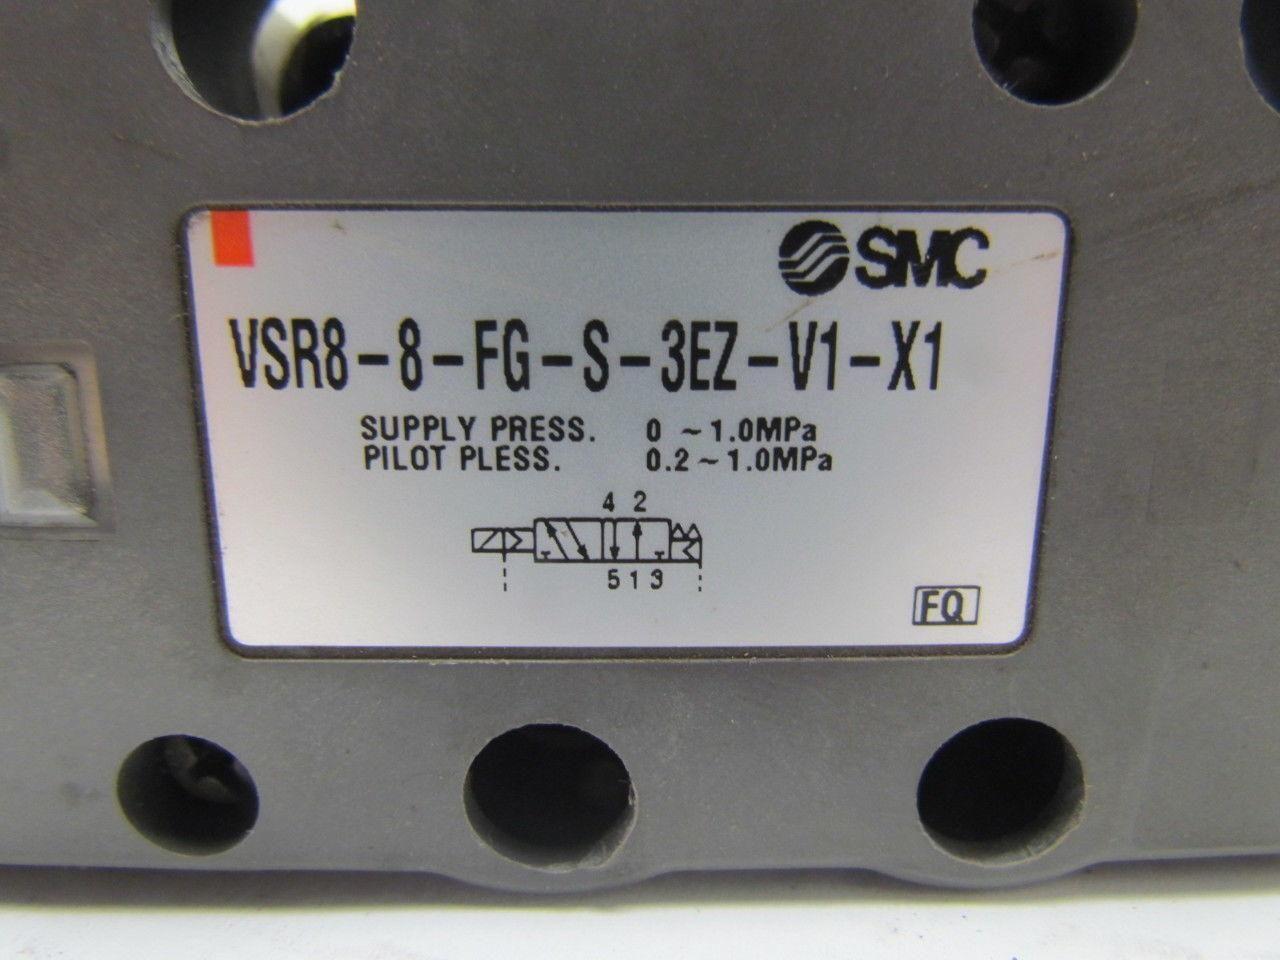 SMC
VSR8-8-FG-S-3EZ-V1-X1
SUPPLY PRESS. 0 ~ 1.0MPa
PILOT PLESS. 0.2 ~ 1.0MPa
4 2
5 1 3
FQ